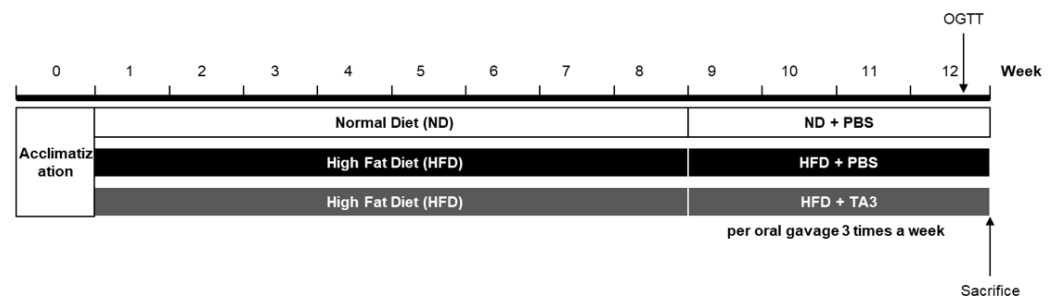 OGTT
0 1 2 3 4 5 6 7 8 9 10 11 12 Week
Acclimatiz
ation
Normal Diet (ND) ND + PBS
High Fat Diet (HFD) HFD + PBS
High Fat Diet (HFD) HFD + TA3
per oral gavage 3 times a week
Sacrifice